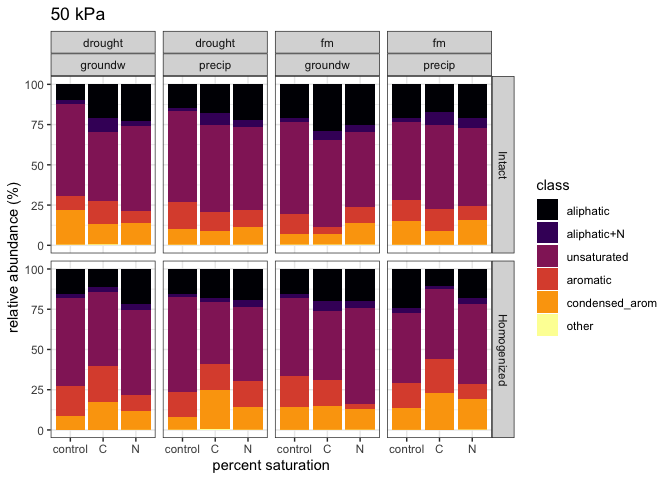 50 kPa
drought
drought
fm
fm
groundw
precip
groundw
precip
100
75
50
25
0
Intact
100
75
50
25
0
Homogenized
relative abundance (%)
control C N
control C N
control C N
control C N
percent saturation
class
aliphatic
aliphatic+N
unsaturated
aromatic
condensed_arom
other